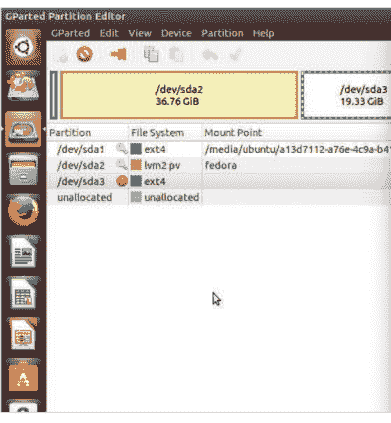 GParted Partition Editor
GParted Edit View Device Partition Help
/dev/sda2
36.76 GiB
/dev/sda3
19.33 GiB
Partition File System Mount Point
/dev/sda1 ext4 /media/ubuntu/a13d7112-a76e-4c9a-b41
/dev/sda2 lvm2 pv fedora
/dev/sda3 ext4
unallocated unallocated